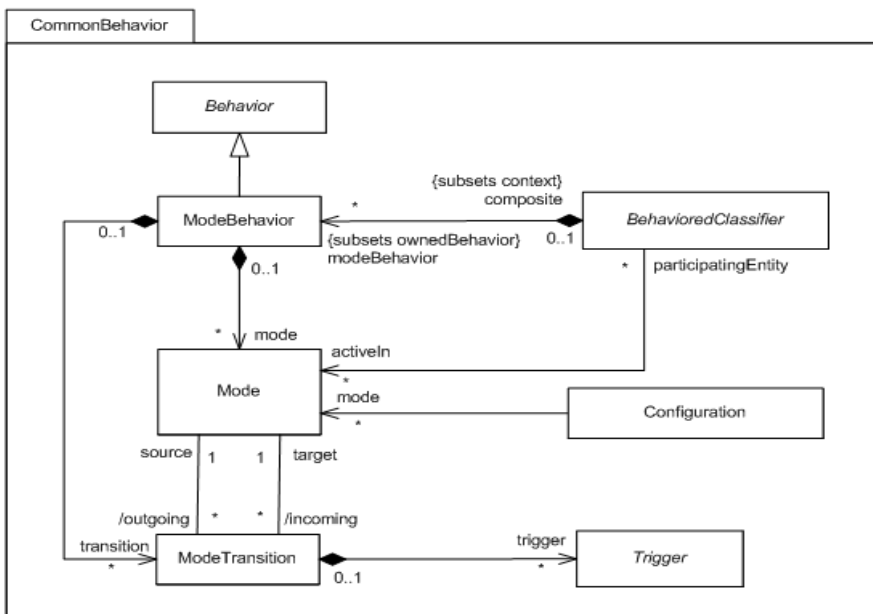 CommonBehavior
Behavior
{subsets context}
composite
*
ModeBehavior
BehavioredClassifier
0..1
0..1
{subsets ownedBehavior}
modeBehavior
0..1
*
participatingEntity
*
mode
activeIn
*
Mode
mode
*
Configuration
source
1
1
target
/outgoing
*
*
/incoming
transition
*
ModeTransition
0..1
trigger
*
Trigger